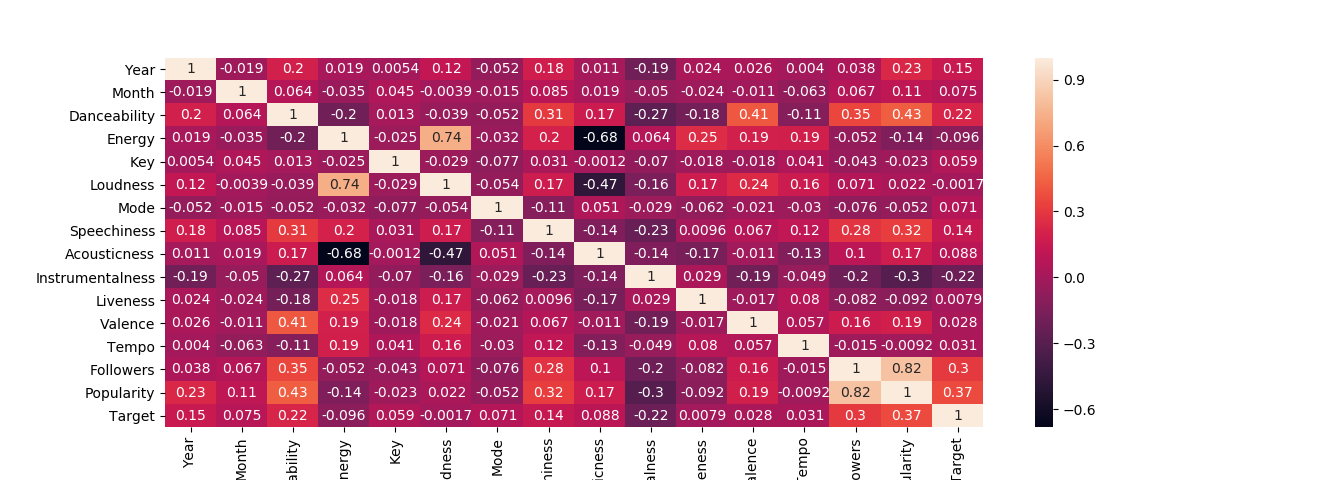 Year 1 -0.019 0.2 0.019 0.0054 0.12 -0.052 0.18 0.011 -0.19 0.024 0.026 0.004 0.038 0.23 0.15
Month -0.019 1 0.064 -0.035 0.045 -0.0039 -0.015 0.085 0.019 -0.05 -0.024 -0.011 -0.063 0.067 0.11 0.075
Danceability 0.2 0.064 1 -0.2 0.013 -0.039 -0.052 0.31 0.17 -0.27 -0.18 0.41 -0.11 0.35 0.43 0.22
Energy 0.019 -0.035 -0.2 1 -0.025 0.74 -0.032 0.2 -0.68 0.064 0.25 0.19 0.19 -0.052 -0.14 -0.096
Key 0.0054 0.045 0.013 -0.025 1 -0.029 -0.077 0.031 -0.0012 -0.07 -0.018 -0.018 0.041 -0.043 -0.023 0.059
Loudness 0.12 -0.0039 -0.039 0.74 -0.029 1 -0.054 0.17 -0.47 -0.16 0.17 0.24 0.16 0.071 0.022 -0.0017
Mode -0.052 -0.015 -0.052 -0.032 -0.077 -0.054 1 -0.11 0.051 -0.029 -0.062 -0.021 -0.03 -0.076 -0.052 0.071
Speechiness 0.18 0.085 0.31 0.2 0.031 0.17 -0.11 1 -0.14 -0.23 0.0096 0.067 0.12 0.28 0.32 0.14
Acousticness 0.011 0.019 0.17 -0.68 -0.0012 -0.47 0.051 -0.14 1 -0.14 -0.17 -0.011 -0.13 0.1 0.17 0.088
Instrumentalness -0.19 -0.05 -0.27 0.064 -0.07 -0.16 -0.029 -0.23 -0.14 1 0.029 -0.19 -0.049 -0.2 -0.3 -0.22
Liveness 0.024 -0.024 -0.18 0.25 -0.018 0.17 -0.062 0.0096 -0.17 0.029 1 -0.017 0.08 -0.082 -0.092 0.0079
Valence 0.026 -0.011 0.41 0.19 -0.018 0.24 -0.021 0.067 -0.011 -0.19 -0.017 1 0.057 0.16 0.19 0.028
Tempo 0.004 -0.063 -0.11 0.19 0.041 0.16 -0.03 0.12 -0.13 -0.049 0.08 0.057 1 -0.015 -0.0092 0.031
Followers 0.038 0.067 0.35 -0.052 -0.043 0.071 -0.076 0.28 0.1 -0.2 -0.082 0.16 -0.015 1 0.82 0.3
Popularity 0.23 0.11 0.43 -0.14 -0.023 0.022 -0.052 0.32 0.17 -0.3 -0.092 0.19 -0.0092 0.82 1 0.37
Target 0.15 0.075 0.22 -0.096 0.059 -0.0017 0.071 0.14 0.088 -0.22 0.0079 0.028 0.031 0.3 0.37 1
Year
Month
ability
nergy
Key
dness
Mode
hiness
icness
alness
eness
alence
Tempo
owers
ularity
Target
0.9
0.6
0.3
0.0
−0.3
−0.6